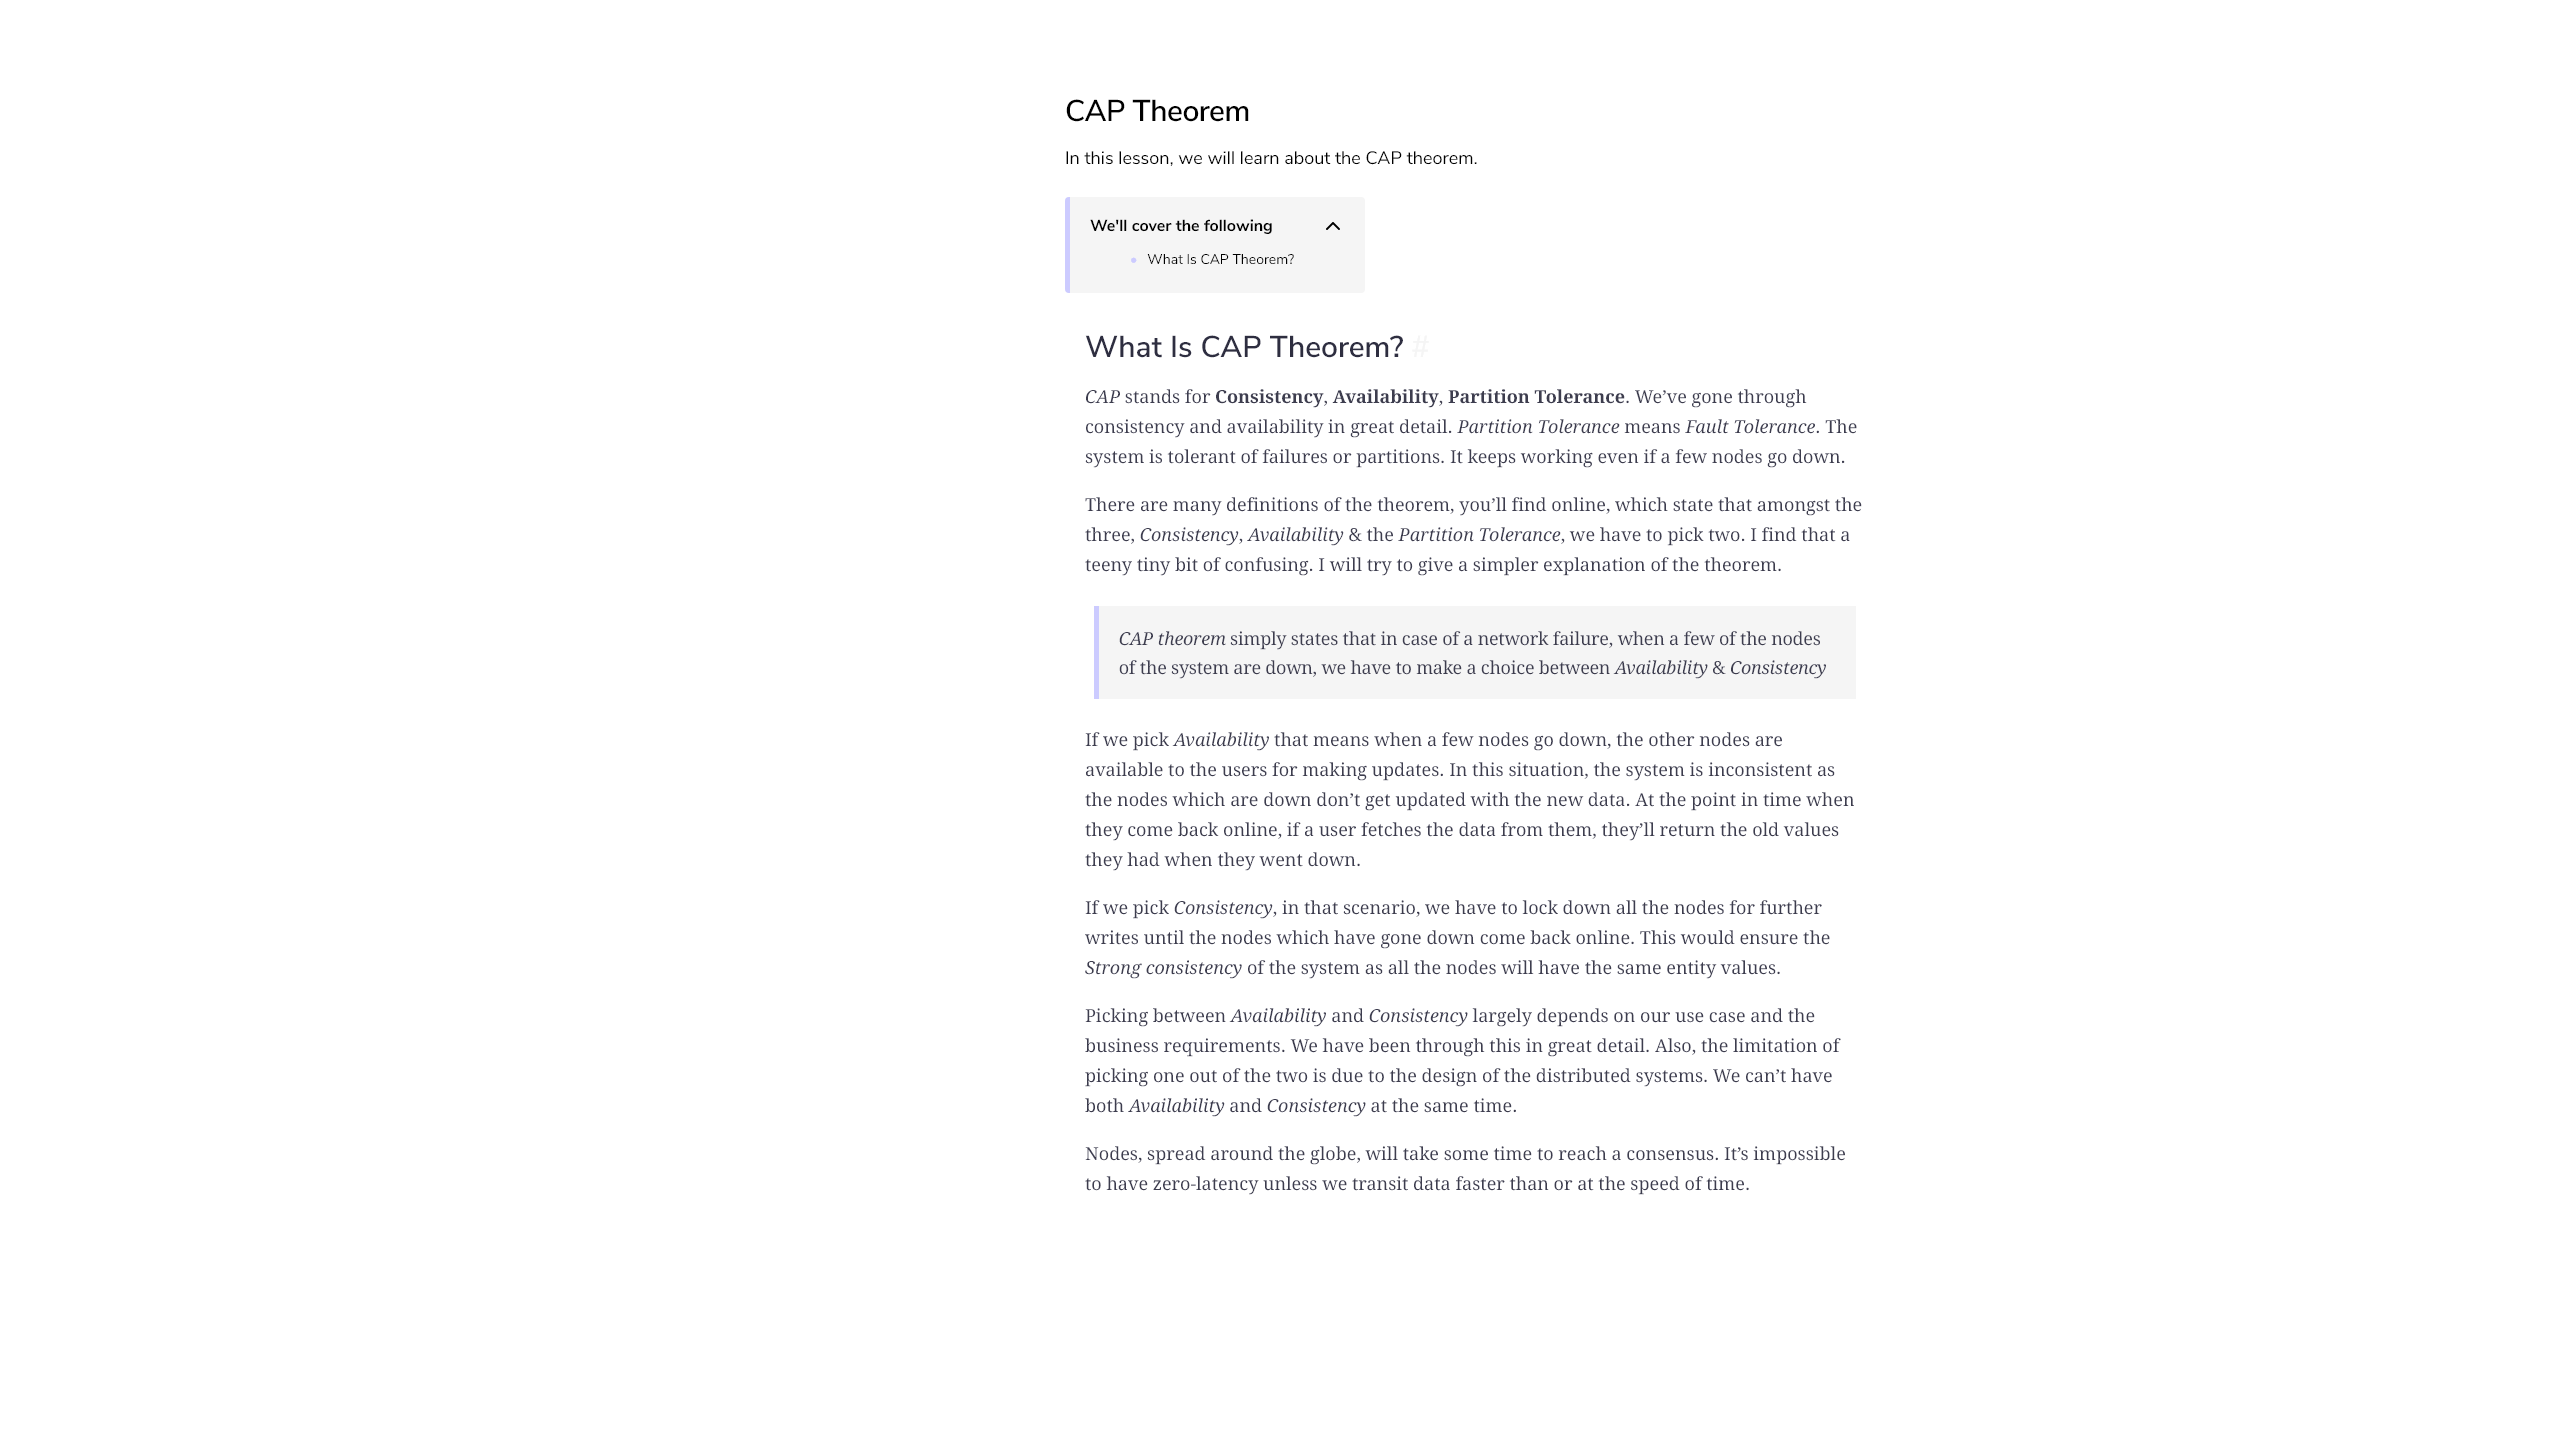 CAP Theorem
In this lesson, we will learn about the CAP theorem.
We'll cover the following
What Is CAP Theorem?
What Is CAP Theorem? #
CAP stands for Consistency, Availability, Partition Tolerance. We’ve gone through
consistency and availability in great detail. Partition Tolerance means Fault Tolerance. The
system is tolerant of failures or partitions. It keeps working even if a few nodes go down.
There are many definitions of the theorem, you’ll find online, which state that amongst the
three, Consistency, Availability & the Partition Tolerance, we have to pick two. I find that a
teeny tiny bit of confusing. I will try to give a simpler explanation of the theorem.
CAP theorem simply states that in case of a network failure, when a few of the nodes
of the system are down, we have to make a choice between Availability & Consistency
If we pick Availability that means when a few nodes go down, the other nodes are
available to the users for making updates. In this situation, the system is inconsistent as
the nodes which are down don’t get updated with the new data. At the point in time when
they come back online, if a user fetches the data from them, they’ll return the old values
they had when they went down.
If we pick Consistency, in that scenario, we have to lock down all the nodes for further
writes until the nodes which have gone down come back online. This would ensure the
Strong consistency of the system as all the nodes will have the same entity values.
Picking between Availability and Consistency largely depends on our use case and the
business requirements. We have been through this in great detail. Also, the limitation of
picking one out of the two is due to the design of the distributed systems. We can’t have
both Availability and Consistency at the same time.
Nodes, spread around the globe, will take some time to reach a consensus. It’s impossible
to have zero-latency unless we transit data faster than or at the speed of time.